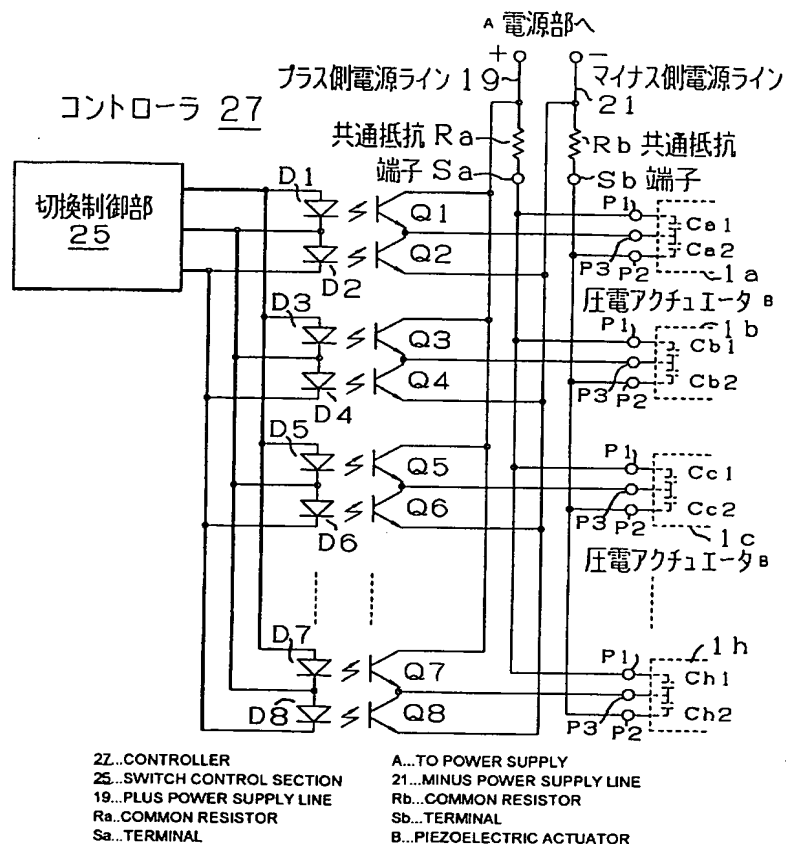 A 電源部へ
+ −
プラス側電源ライン 19
マイナス側電源ライン
21
コントローラ 27
共通抵抗 Ra
Rb 共通抵抗
端子 Sa
Sb 端子
切換制御部
25
D1
Q1
P1
Ca1
D2
Q2
P3
P2
Ca2
1a
圧電アクチュエータ B
D3
Q3
P1
1b
Cb1
D4
Q4
P3
P2
Cb2
D5
Q5
P1
Cc1
D6
Q6
P3
P2
Cc2
1c
圧電アクチュエータ B
D7
Q7
P1
1h
Ch1
D8
Q8
P3
P2
Ch2
27...CONTROLLER
25...SWITCH CONTROL SECTION
19...PLUS POWER SUPPLY LINE
Ra..COMMON RESISTOR
Sa...TERMINAL
A...TO POWER SUPPLY
21...MINUS POWER SUPPLY LINE
Rb...COMMON RESISTOR
Sb...TERMINAL
B...PIEZOELECTRIC ACTUATOR